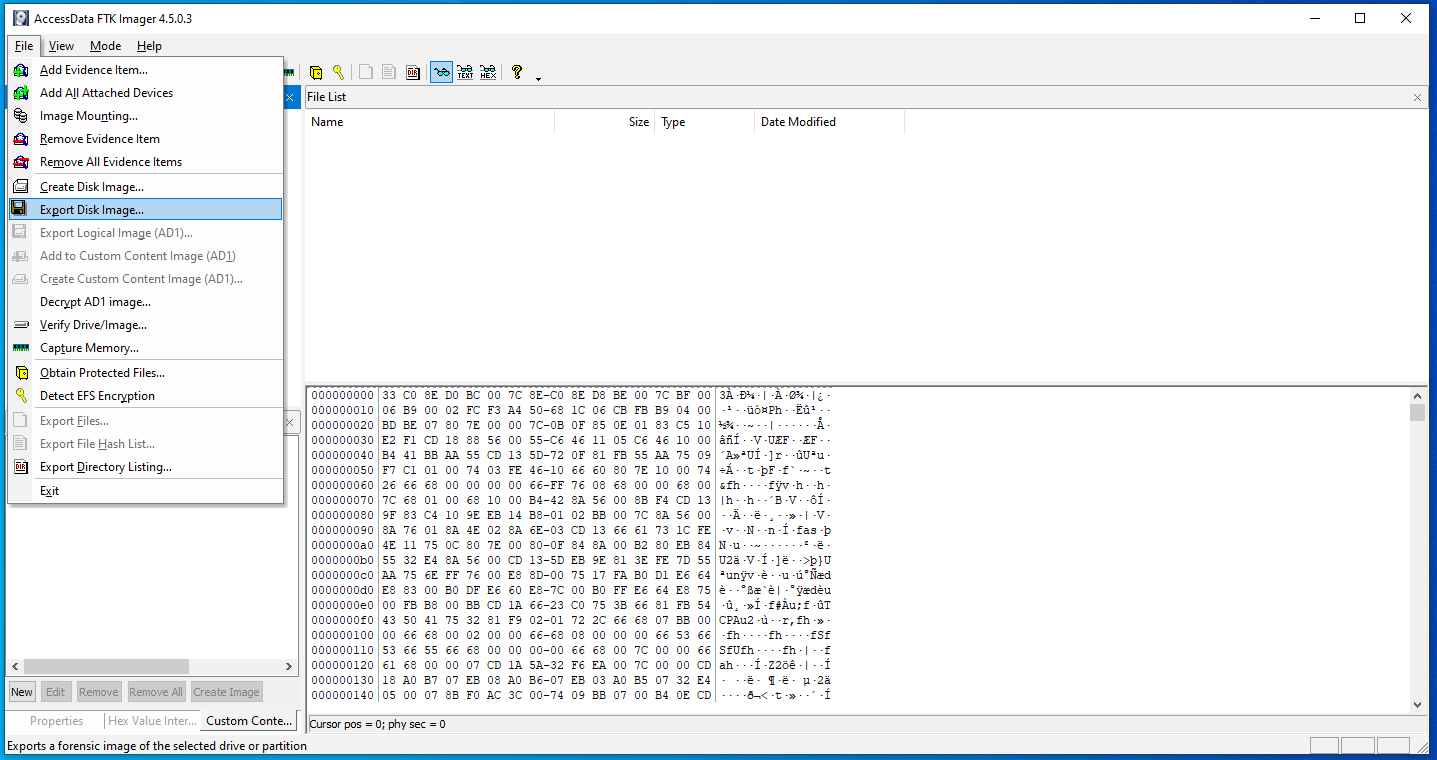 AccessData FTK Imager 4.5.0.3
File View Mode Help
Add Evidence Item...
Add All Attached Devices
Image Mounting...
Remove Evidence Item
Remove All Evidence Items
Create Disk Image...
Export Disk Image...
Export Logical Image (AD1)...
Add to Custom Content Image (AD1)
Create Custom Content Image (AD1)...
Decrypt AD1 image...
Verify Drive/Image...
Capture Memory...
Obtain Protected Files...
Detect EFS Encryption
Export Files...
Export File Hash List...
DIR Export Directory Listing...
Exit
DIR TEXT HEX
File List
Name Size Type Date Modified
000000000 33 C0 8E D0 BC 00 7C 8E-C0 8E D8 BE 00 7C BF 00 3À·Ð¼·|·À·Ø¾·|¿·
000000010 06 B9 00 02 FC F3 A4 50-68 1C 06 CB FB B9 04 00 ·¹··üó¤Ph··Ëû¹··
000000020 BD BE 07 80 7E 00 00 7C-0B 0F 85 0E 01 83 C5 10 ½¾··~··|······Å·
000000030 E2 F1 CD 18 88 56 00 55-C6 46 11 05 C6 46 10 00 âñÍ··V·UÆF··ÆF··
000000040 B4 41 BB AA 55 CD 13 5D-72 0F 81 FB 55 AA 75 09 ´A»ªUÍ·]r··ûUªu·
000000050 F7 C1 01 00 74 03 FE 46-10 66 60 80 7E 10 00 74 ÷Á··t·þF·f`·~··t
000000060 26 66 68 00 00 00 00 66-FF 76 08 68 00 00 68 00 &fh····fÿv·h··h·
000000070 7C 68 01 00 68 10 00 B4-42 8A 56 00 8B F4 CD 13 |h··h··´B·V··ôÍ·
000000080 9F 83 C4 10 9E EB 14 B8-01 02 BB 00 7C 8A 56 00 ··Ä··ë·¸··»·|·V·
000000090 8A 76 01 8A 4E 02 8A 6E-03 CD 13 66 61 73 1C FE ·v··N··n·Í·fas·þ
0000000a0 4E 11 75 0C 80 7E 00 80-0F 84 8A 00 B2 80 EB 84 N·u··~······²·ë·
0000000b0 55 32 E4 8A 56 00 CD 13-5D EB 9E 81 3E FE 7D 55 U2ä·V·Í·]ë··>þ}U
0000000c0 AA 75 6E FF 76 00 E8 8D-00 75 17 FA B0 D1 E6 64 ªunÿv·è··u·ú°Ñæd
0000000d0 E8 83 00 B0 DF E6 60 E8-7C 00 B0 FF E6 64 E8 75 è··°ßæ`è|·°ÿædèu
0000000e0 00 FB B8 00 BB CD 1A 66-23 C0 75 3B 66 81 FB 54 ·û¸·»Í·f#Àu;f·ûT
0000000f0 43 50 41 75 32 81 F9 02-01 72 2C 66 68 07 BB 00 CPAu2·ù··r,fh·»·
000000100 00 66 68 00 02 00 00 66-68 08 00 00 00 66 53 66 ·fh····fh····fSf
000000110 53 66 55 66 68 00 00 00-00 66 68 00 7C 00 00 66 SfUfh····fh·|··f
000000120 61 68 00 00 07 CD 1A 5A-32 F6 EA 00 7C 00 00 CD ah···Í·Z2öê·|··Í
000000130 18 A0 B7 07 EB 08 A0 B6-07 EB 03 A0 B5 07 32 E4 ····ë··¶·ë··µ·2ä
000000140 05 00 07 8B F0 AC 3C 00-74 09 BB 07 00 B4 0E CD ····ð¬<·t·»··´·Í
New Edit Remove Remove All Create Image
Properties Hex Value Inter... Custom Conte...
Cursor pos = 0; phy sec = 0
Exports a forensic image of the selected drive or partition